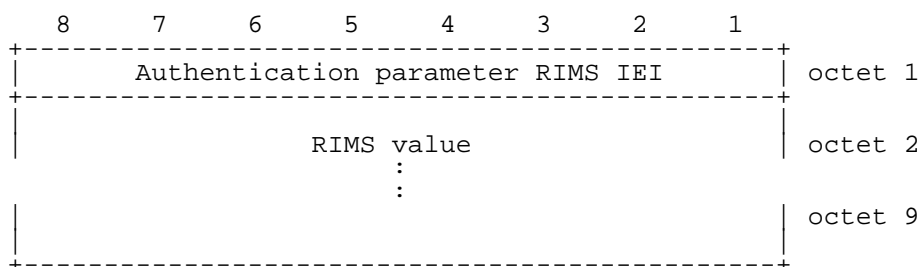 8 7 6 5 4 3 2 1
Authentication parameter RIMS IEI octet 1
RIMS value octet 2
:
:
octet 9